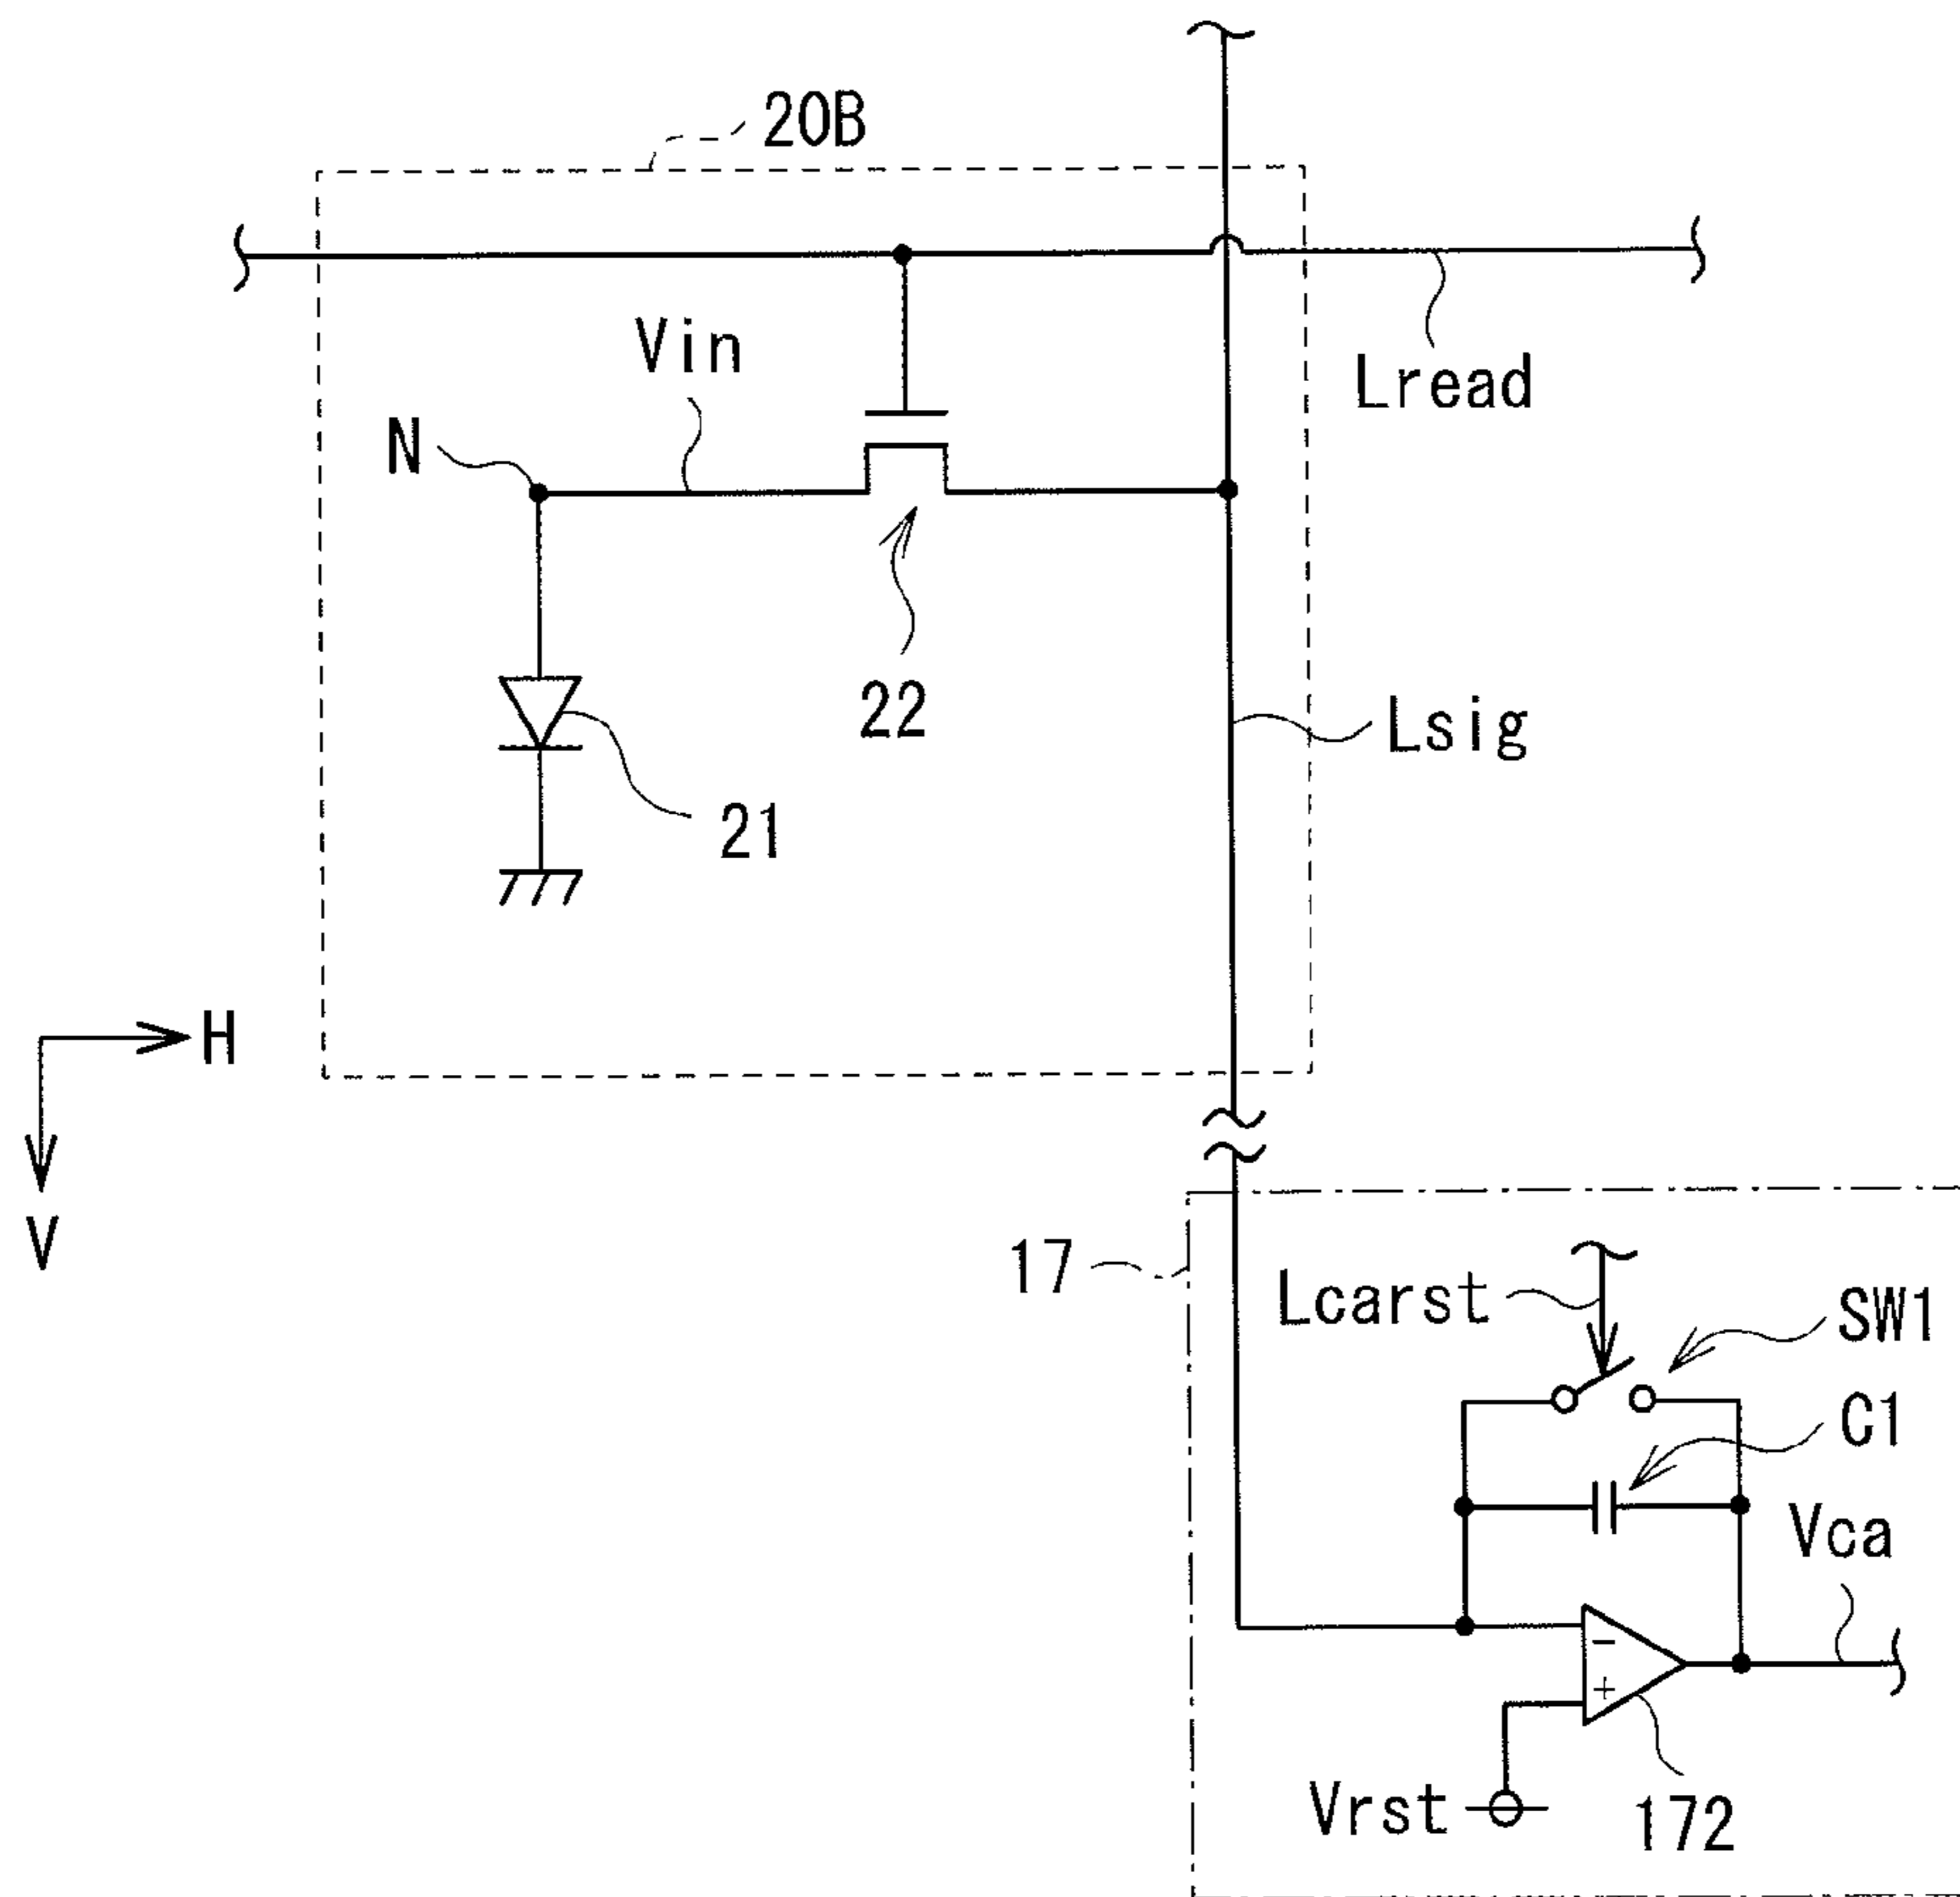 20B
Vin
Lread
N
22
Lsig
21
H
V
17
Lcarst
SW1
C1
Vca
−
+
Vrst
172